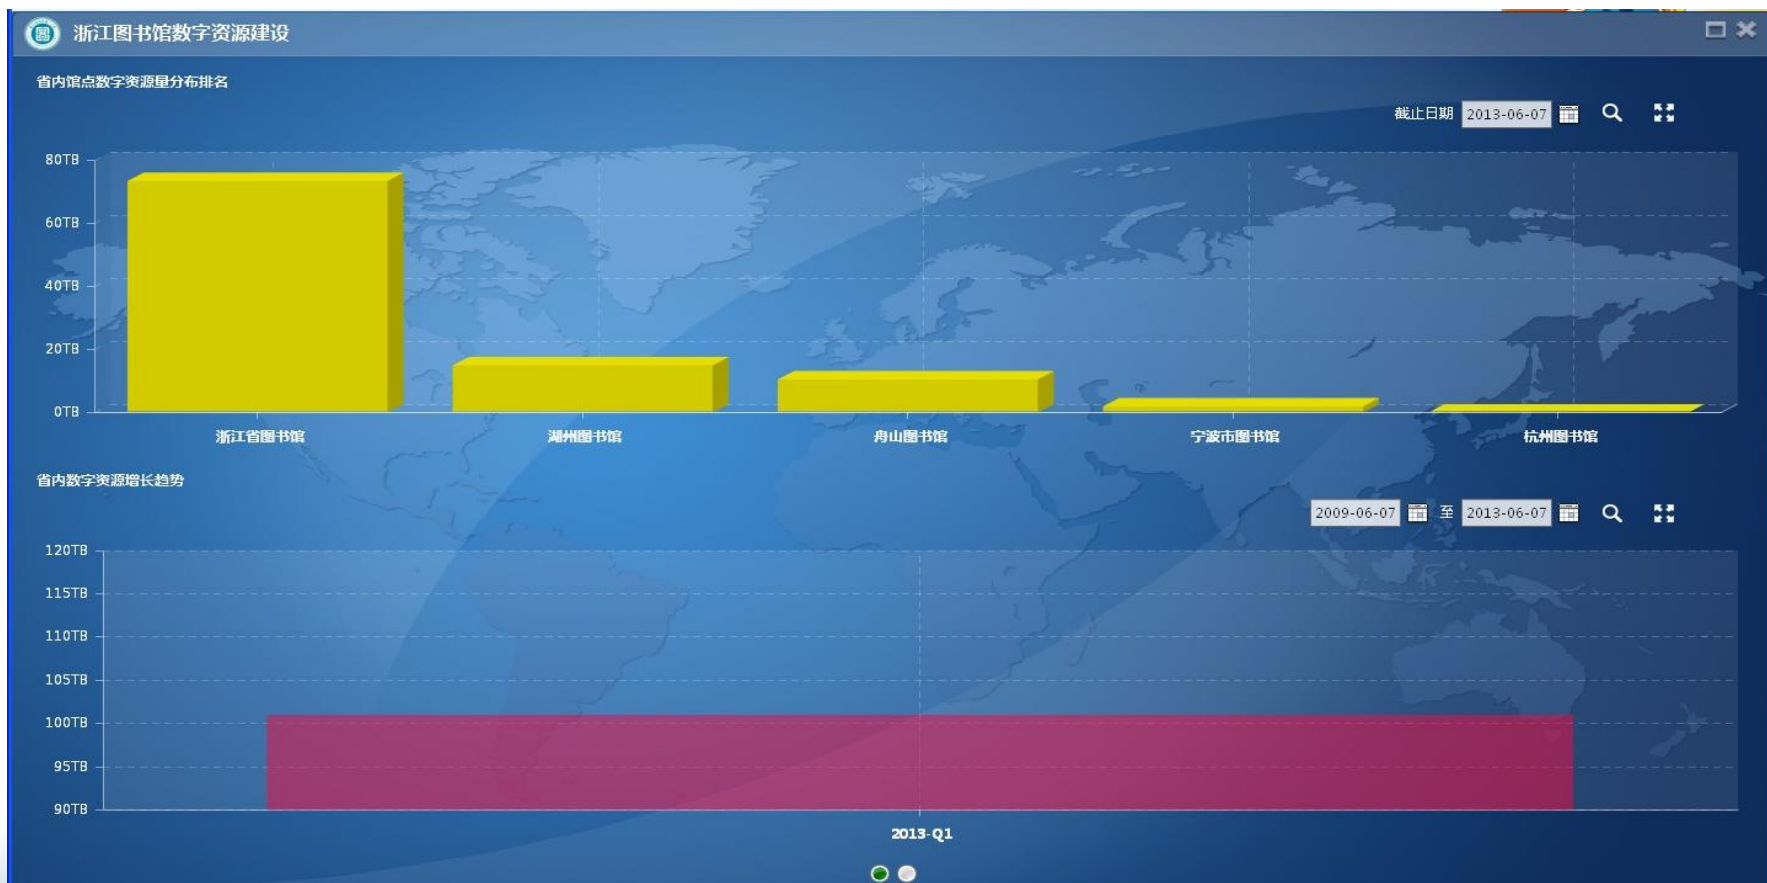 浙江图书馆数字资源建设
省内馆点数字资源量分布排名
截止日期 2013-06-07
80TB
60TB
40TB
20TB
0TB
浙江省图书馆 湖州图书馆 舟山图书馆 宁波市图书馆 杭州图书馆
省内数字资源增长趋势
2009-06-07 至 2013-06-07
120TB
115TB
110TB
105TB
100TB
95TB
90TB
2013-Q1